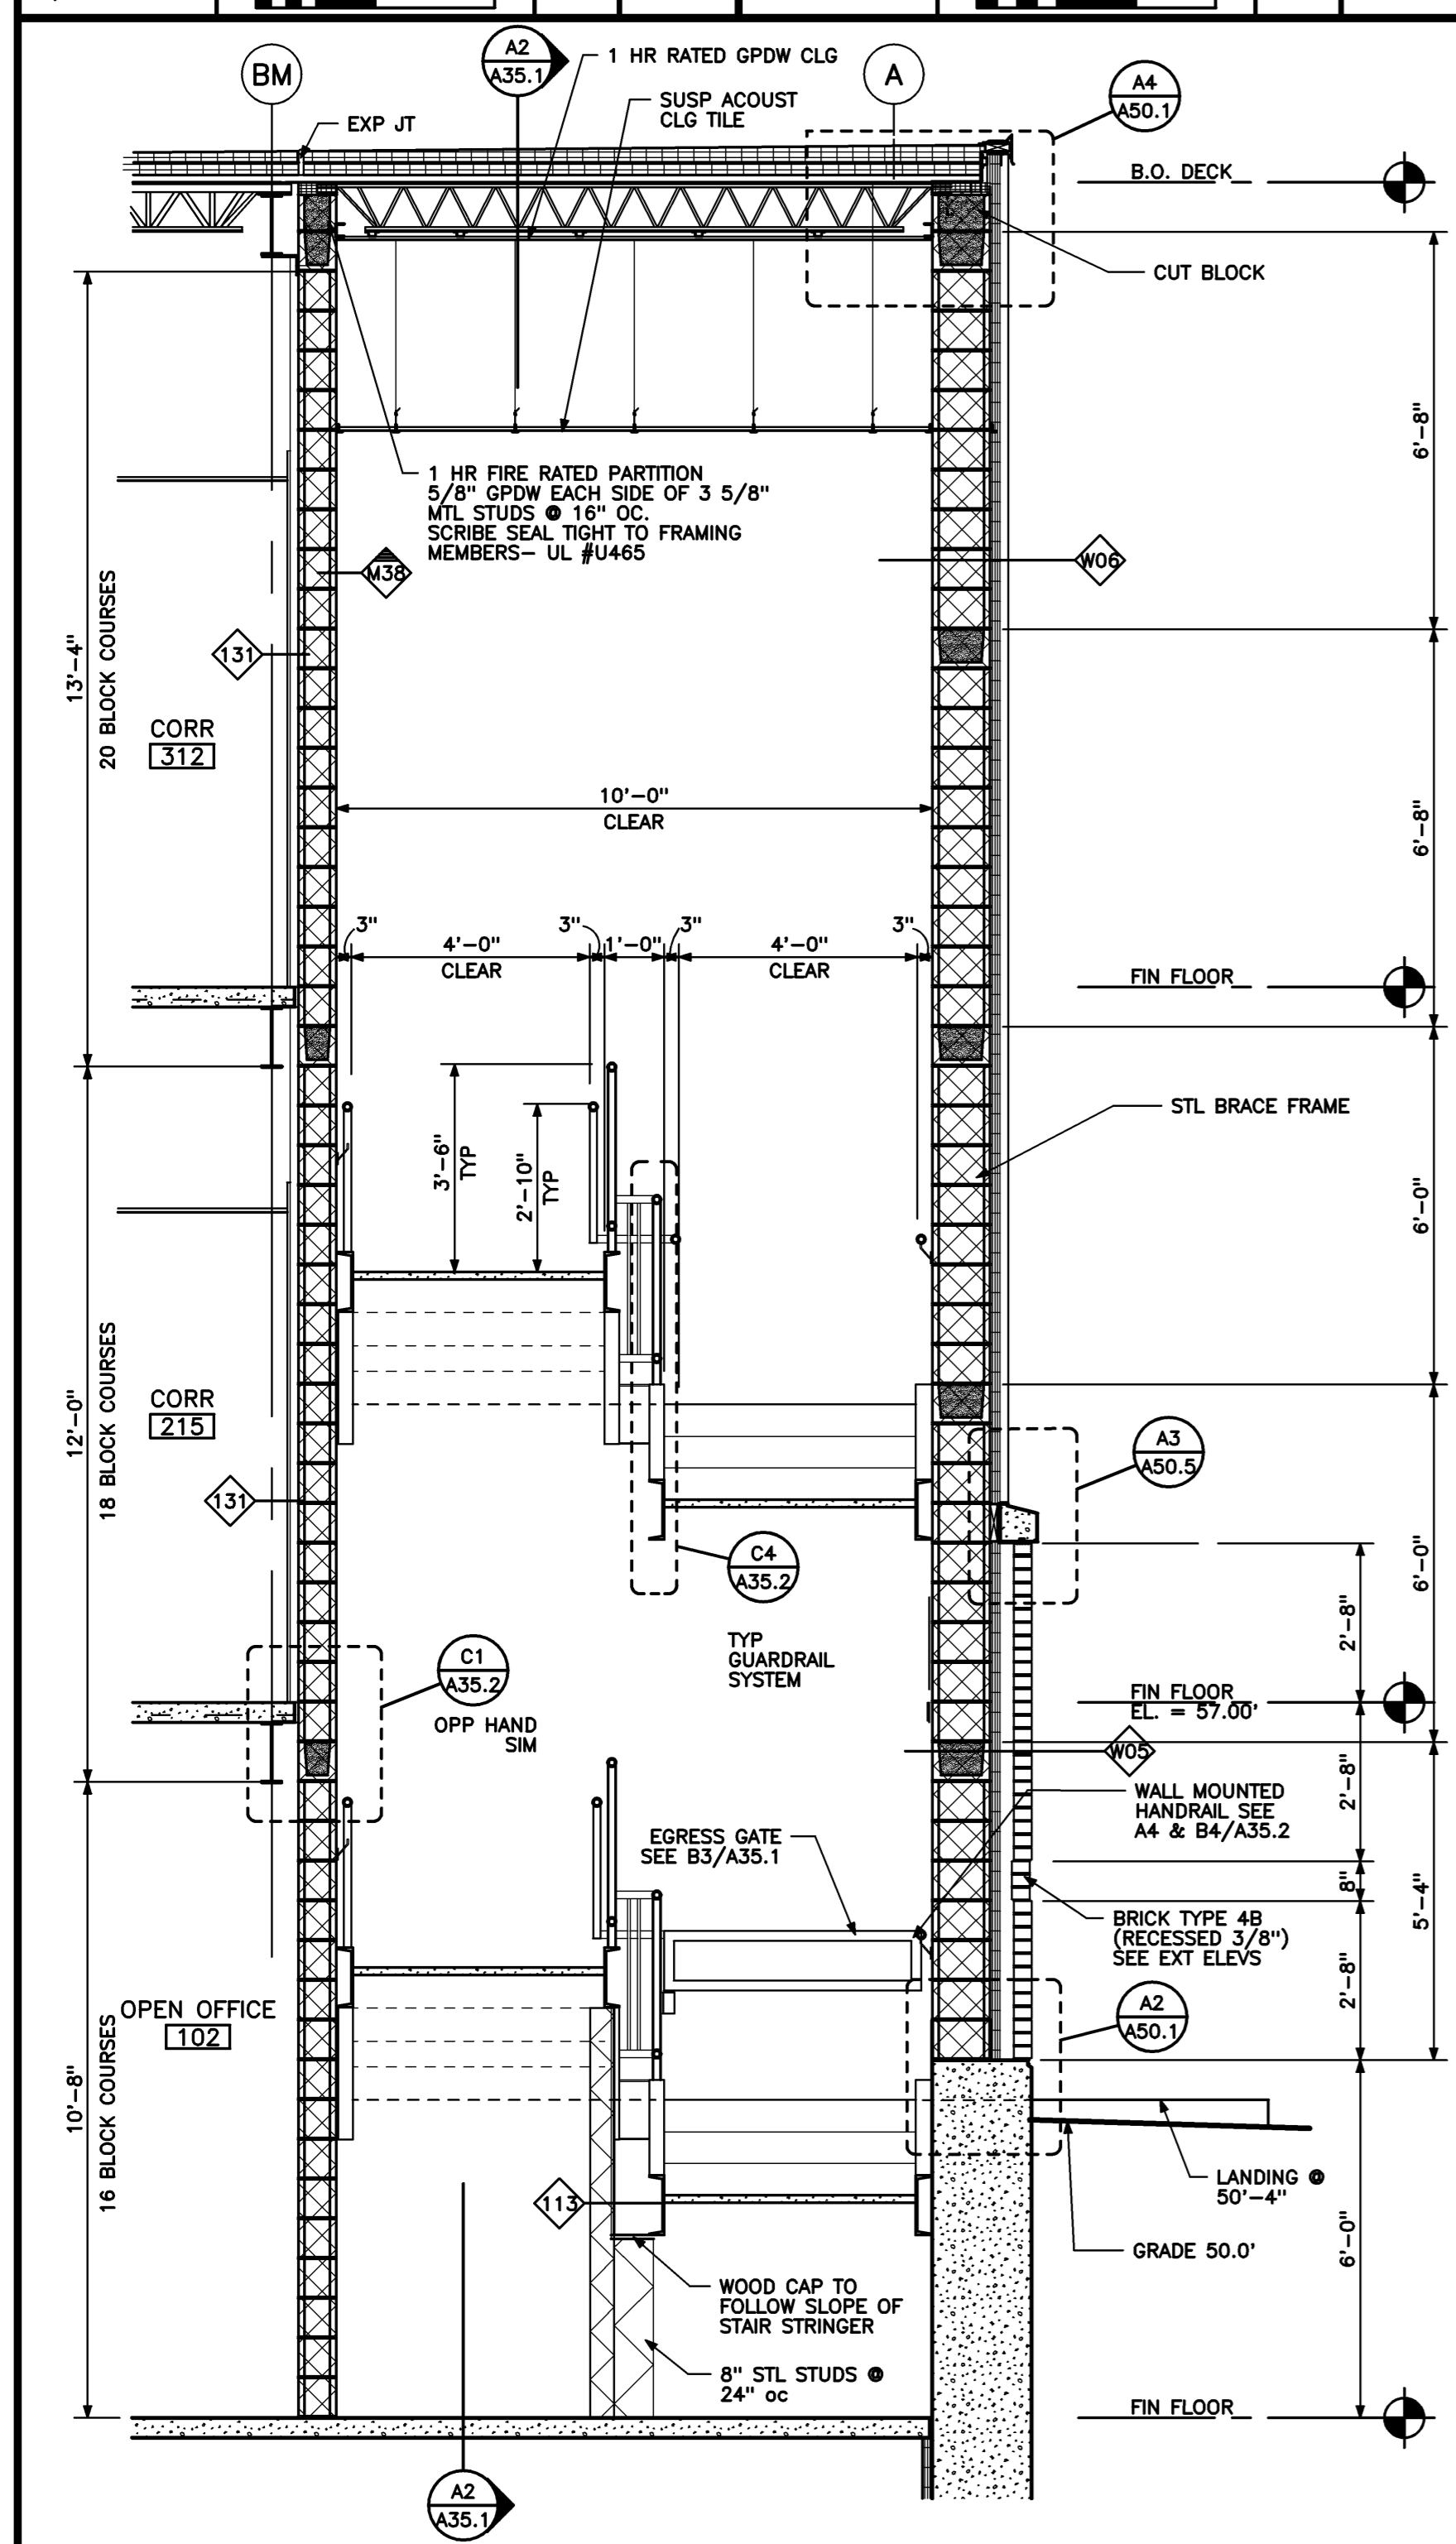 BM
A2
A35.1
1 HR RATED GPDW CLG
A
A4
A50.1
SUSP ACOUST
CLG TILE
EXP JT
B.O. DECK
CUT BLOCK
6'-8"
1 HR FIRE RATED PARTITION
5/8" GPDW EACH SIDE OF 3 5/8"
MTL STUDS @ 16" OC.
SCRIBE SEAL TIGHT TO FRAMING
MEMBERS- UL #U465
M38
W06
13'-4"
20 BLOCK COURSES
131
CORR
312
10'-0"
CLEAR
6'-8"
3"
4'-0"
CLEAR
3"
1'-0"
3"
4'-0"
CLEAR
3"
FIN FLOOR
STL BRACE FRAME
3'-6"
TYP
2'-10"
TYP
6'-0"
12'-0"
18 BLOCK COURSES
CORR
215
131
A3
A50.5
C4
A35.2
6'-0"
2'-8"
TYP
GUARDRAIL
SYSTEM
C1
A35.2
OPP HAND
SIM
FIN FLOOR
EL. = 57.00'
W05
2'-8"
WALL MOUNTED
HANDRAIL SEE
A4 & B4/A35.2
EGRESS GATE
SEE B3/A35.1
8"
5'-4"
BRICK TYPE 4B
(RECESSED 3/8")
SEE EXT ELEVS
2'-8"
OPEN OFFICE
102
A2
A50.1
10'-8"
16 BLOCK COURSES
113
LANDING @
50'-4"
GRADE 50.0'
6'-0"
WOOD CAP TO
FOLLOW SLOPE OF
STAIR STRINGER
8" STL STUDS @
24" oc
FIN FLOOR
A2
A35.1